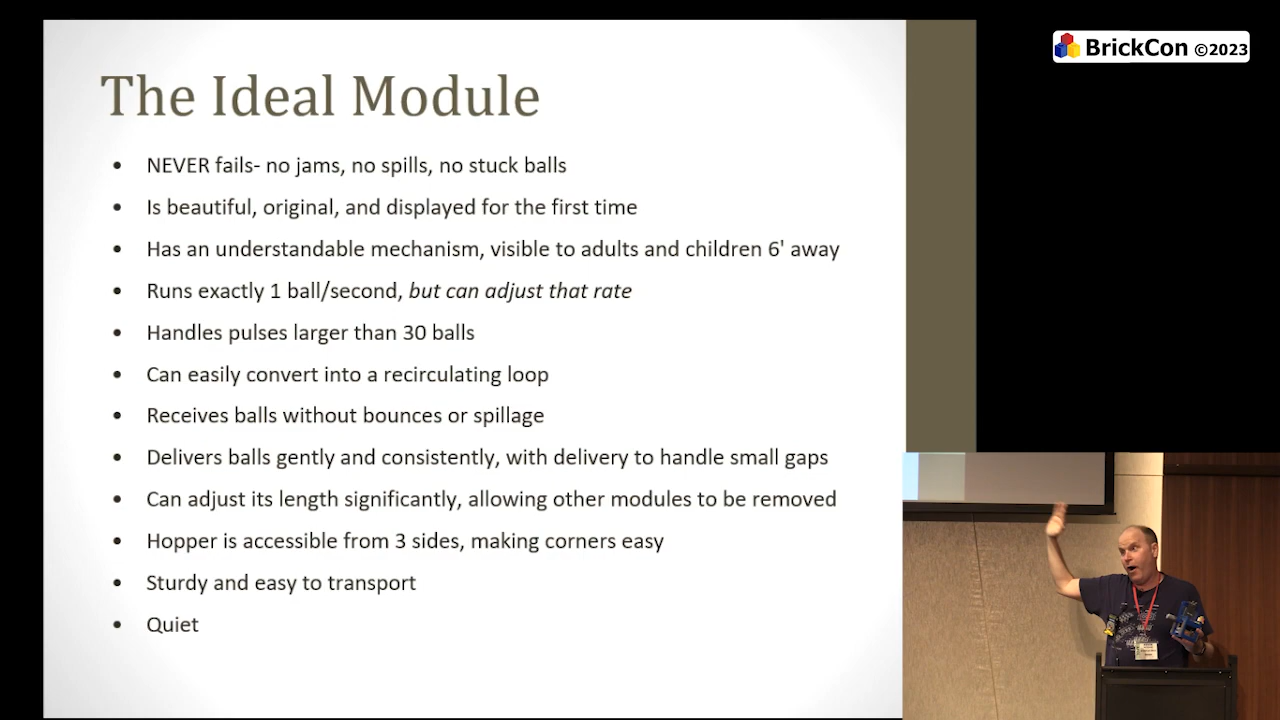 BrickCon ©2023
The Ideal Module
• NEVER fails- no jams, no spills, no stuck balls
• Is beautiful, original, and displayed for the first time
• Has an understandable mechanism, visible to adults and children 6' away
• Runs exactly 1 ball/second, but can adjust that rate
• Handles pulses larger than 30 balls
• Can easily convert into a recirculating loop
• Receives balls without bounces or spillage
• Delivers balls gently and consistently, with delivery to handle small gaps
• Can adjust its length significantly, allowing other modules to be removed
• Hopper is accessible from 3 sides, making corners easy
• Sturdy and easy to transport
• Quiet